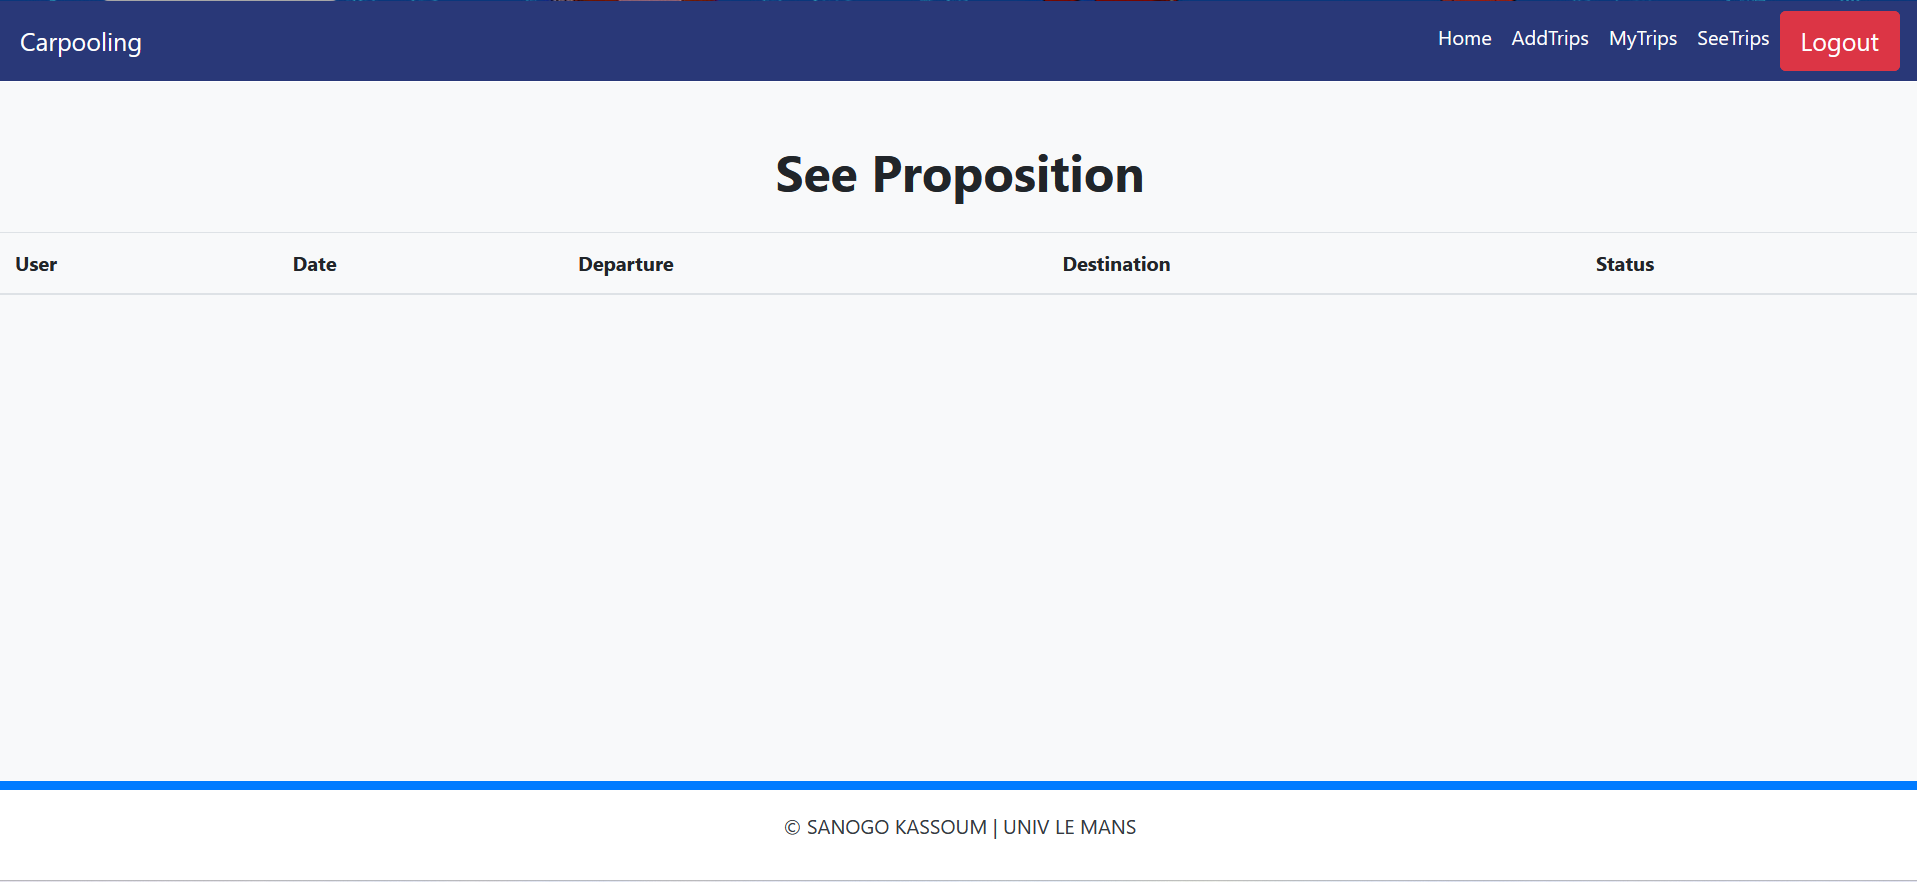 Carpooling Home AddTrips MyTrips SeeTrips Logout
See Proposition
User Date Departure Destination Status
© SANOGO KASSOUM | UNIV LE MANS